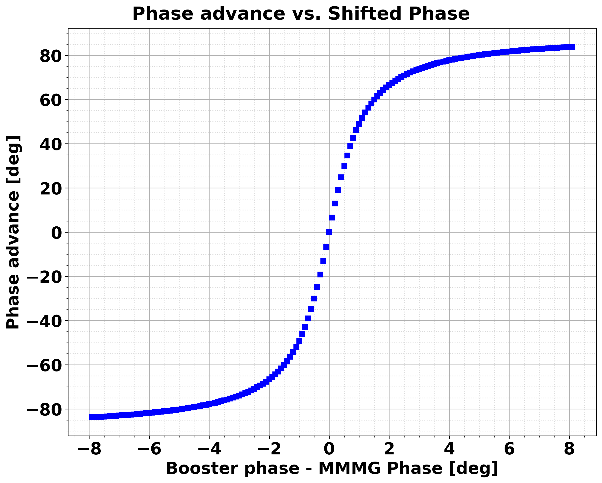 Phase advance vs. Shifted Phase
80
60
40
20
0
−20
−40
−60
−80
Phase advance [deg]
−8 −6 −4 −2 0 2 4 6 8
Booster phase - MMMG Phase [deg]